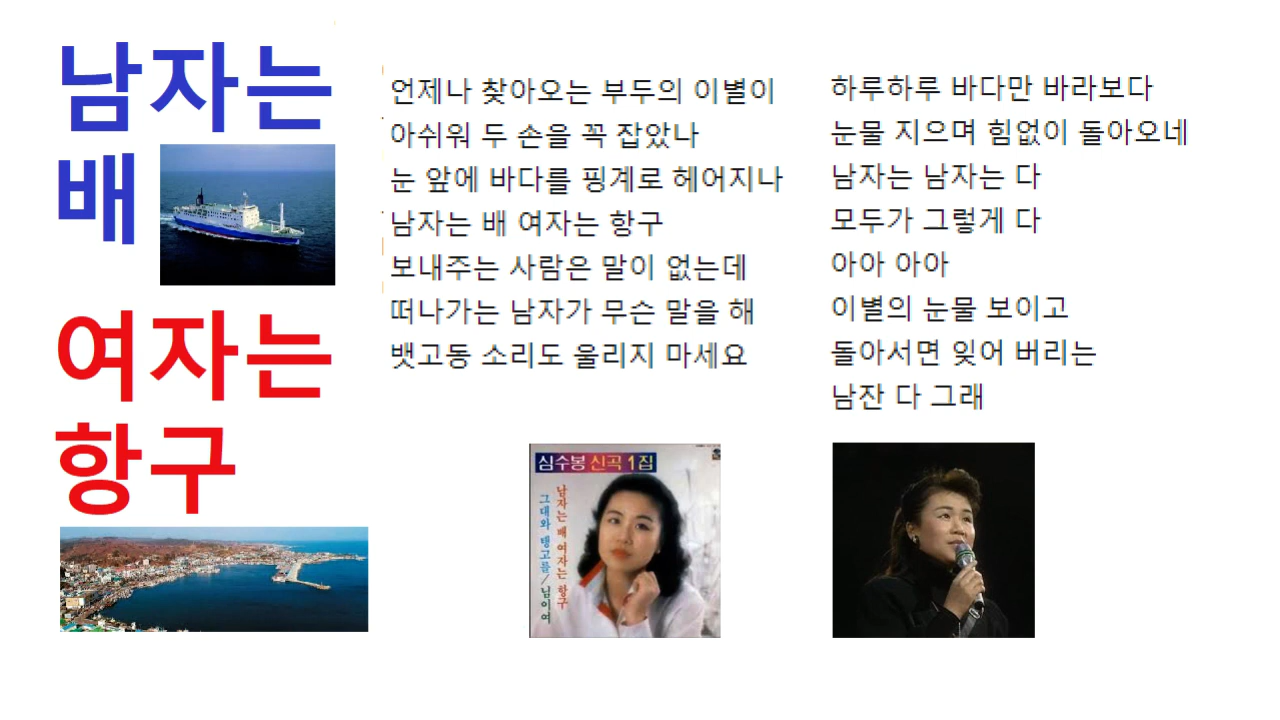 남자는
배
여자는
항구
언제나 찾아오는 부두의 이별이
아쉬워 두 손을 꼭 잡았나
눈 앞에 바다를 핑계로 헤어지나
남자는 배 여자는 항구
보내주는 사람은 말이 없는데
떠나가는 남자가 무슨 말을 해
뱃고동 소리도 울리지 마세요
하루하루 바다만 바라보다
눈물 지으며 힘없이 돌아오네
남자는 남자는 다
모두가 그렇게 다
아아 아아
이별의 눈물 보이고
돌아서면 잊어 버리는
남잔 다 그래
심수봉 신곡 1집
남자는 배 여자는 항구
그대와 탱고를/님이여